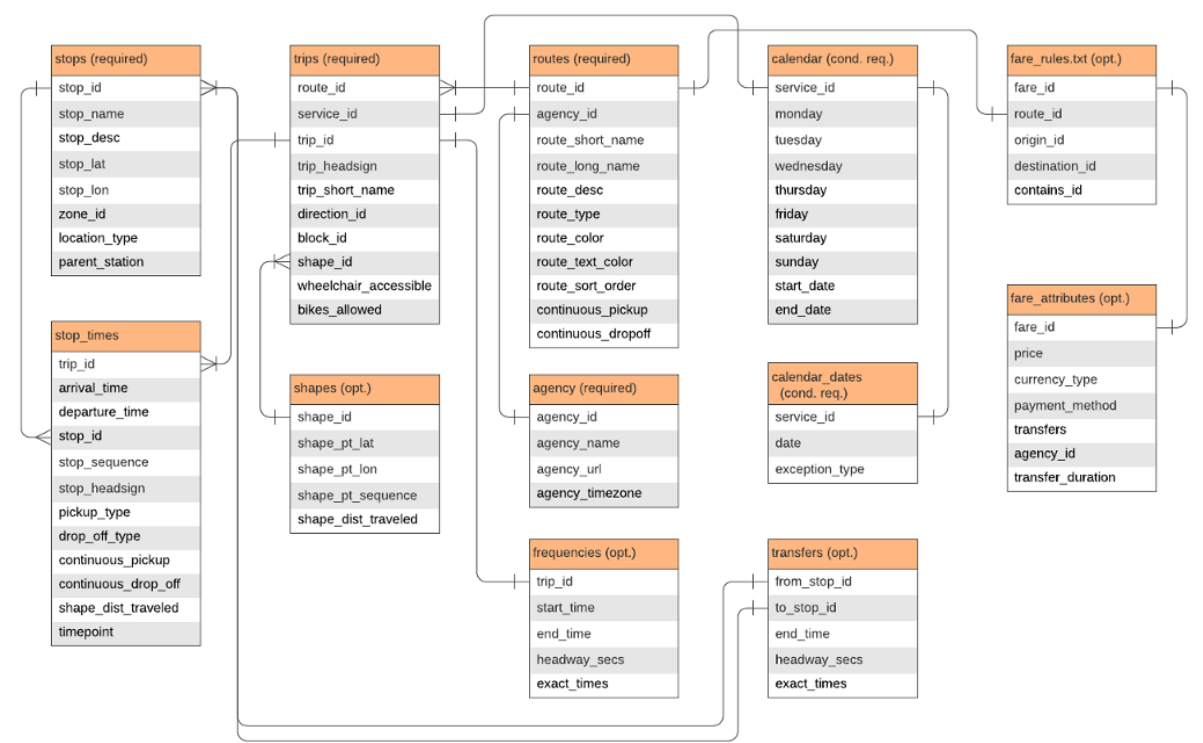 stops (required)
stop_id
stop_name
stop_desc
stop_lat
stop_lon
zone_id
location_type
parent_station
stop_times
trip_id
arrival_time
departure_time
stop_id
stop_sequence
stop_headsign
pickup_type
drop_off_type
continuous_pickup
continuous_drop_off
shape_dist_traveled
timepoint
trips (required)
route_id
service_id
trip_id
trip_headsign
trip_short_name
direction_id
block_id
shape_id
wheelchair_accessible
bikes_allowed
shapes (opt.)
shape_id
shape_pt_lat
shape_pt_lon
shape_pt_sequence
shape_dist_traveled
routes (required)
route_id
agency_id
route_short_name
route_long_name
route_desc
route_type
route_color
route_text_color
route_sort_order
continuous_pickup
continuous_dropoff
agency (required)
agency_id
agency_name
agency_url
agency_timezone
frequencies (opt.)
trip_id
start_time
end_time
headway_secs
exact_times
calendar (cond. req.)
service_id
monday
tuesday
wednesday
thursday
friday
saturday
sunday
start_date
end_date
calendar_dates
(cond. req.)
service_id
date
exception_type
transfers (opt.)
from_stop_id
to_stop_id
end_time
headway_secs
exact_times
fare_rules.txt (opt.)
fare_id
route_id
origin_id
destination_id
contains_id
fare_attributes (opt.)
fare_id
price
currency_type
payment_method
transfers
agency_id
transfer_duration